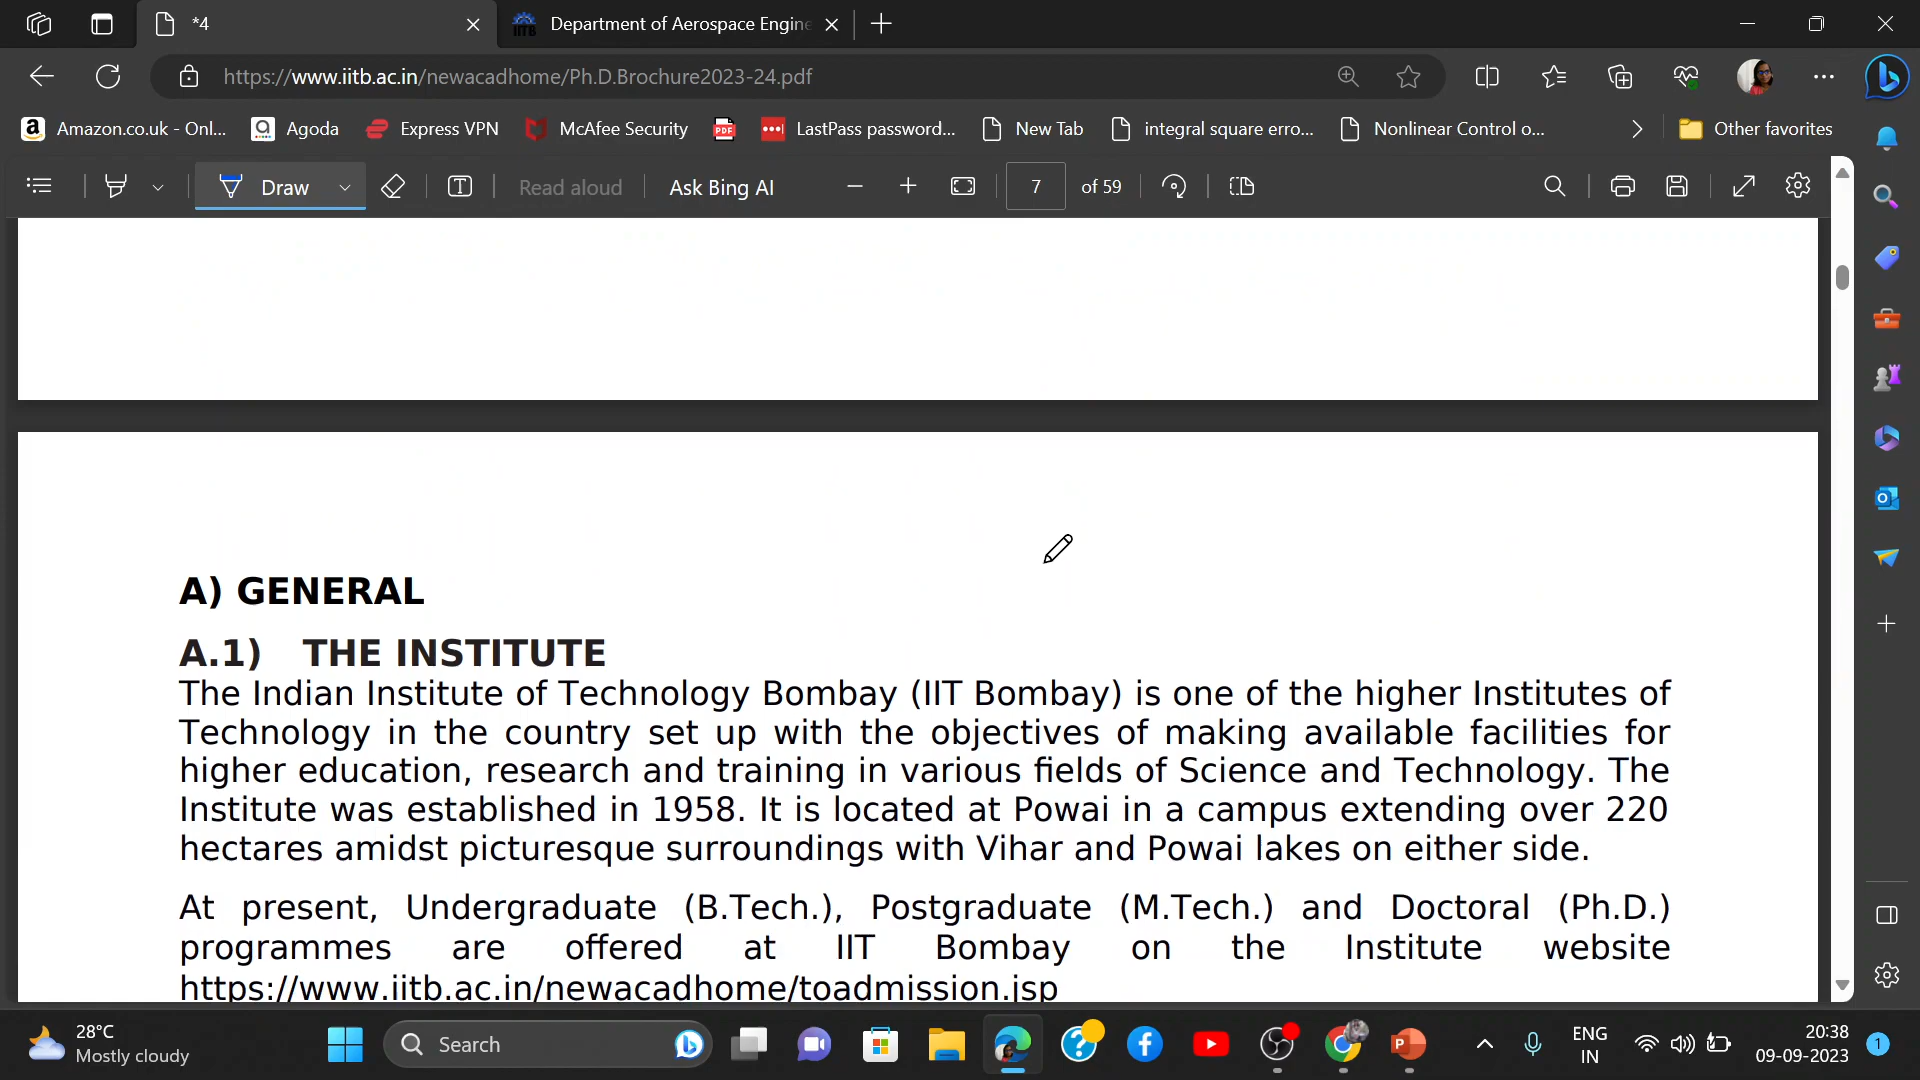 *4
Department of Aerospace Engine
https://www.iitb.ac.in/newacadhome/Ph.D.Brochure2023-24.pdf
Amazon.co.uk - Onl... Agoda Express VPN McAfee Security PDF LastPass password... New Tab integral square erro... Nonlinear Control o... Other favorites
Draw Read aloud Ask Bing AI 7 of 59
A) GENERAL
A.1) THE INSTITUTE
The Indian Institute of Technology Bombay (IIT Bombay) is one of the higher Institutes of
Technology in the country set up with the objectives of making available facilities for
higher education, research and training in various fields of Science and Technology. The
Institute was established in 1958. It is located at Powai in a campus extending over 220
hectares amidst picturesque surroundings with Vihar and Powai lakes on either side.
At present, Undergraduate (B.Tech.), Postgraduate (M.Tech.) and Doctoral (Ph.D.)
programmes are offered at IIT Bombay on the Institute website
https://www.iitb.ac.in/newacadhome/toadmission.jsp
28°C
Mostly cloudy
Search
ENG
IN
20:38
09-09-2023
1